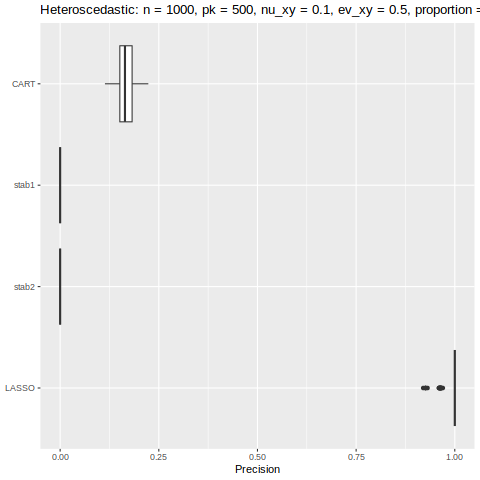 Heteroscedastic: n = 1000, pk = 500, nu_xy = 0.1, ev_xy = 0.5, proportion =
CART
stab1
stab2
LASSO
0.00 0.25 0.50 0.75 1.00
Precision